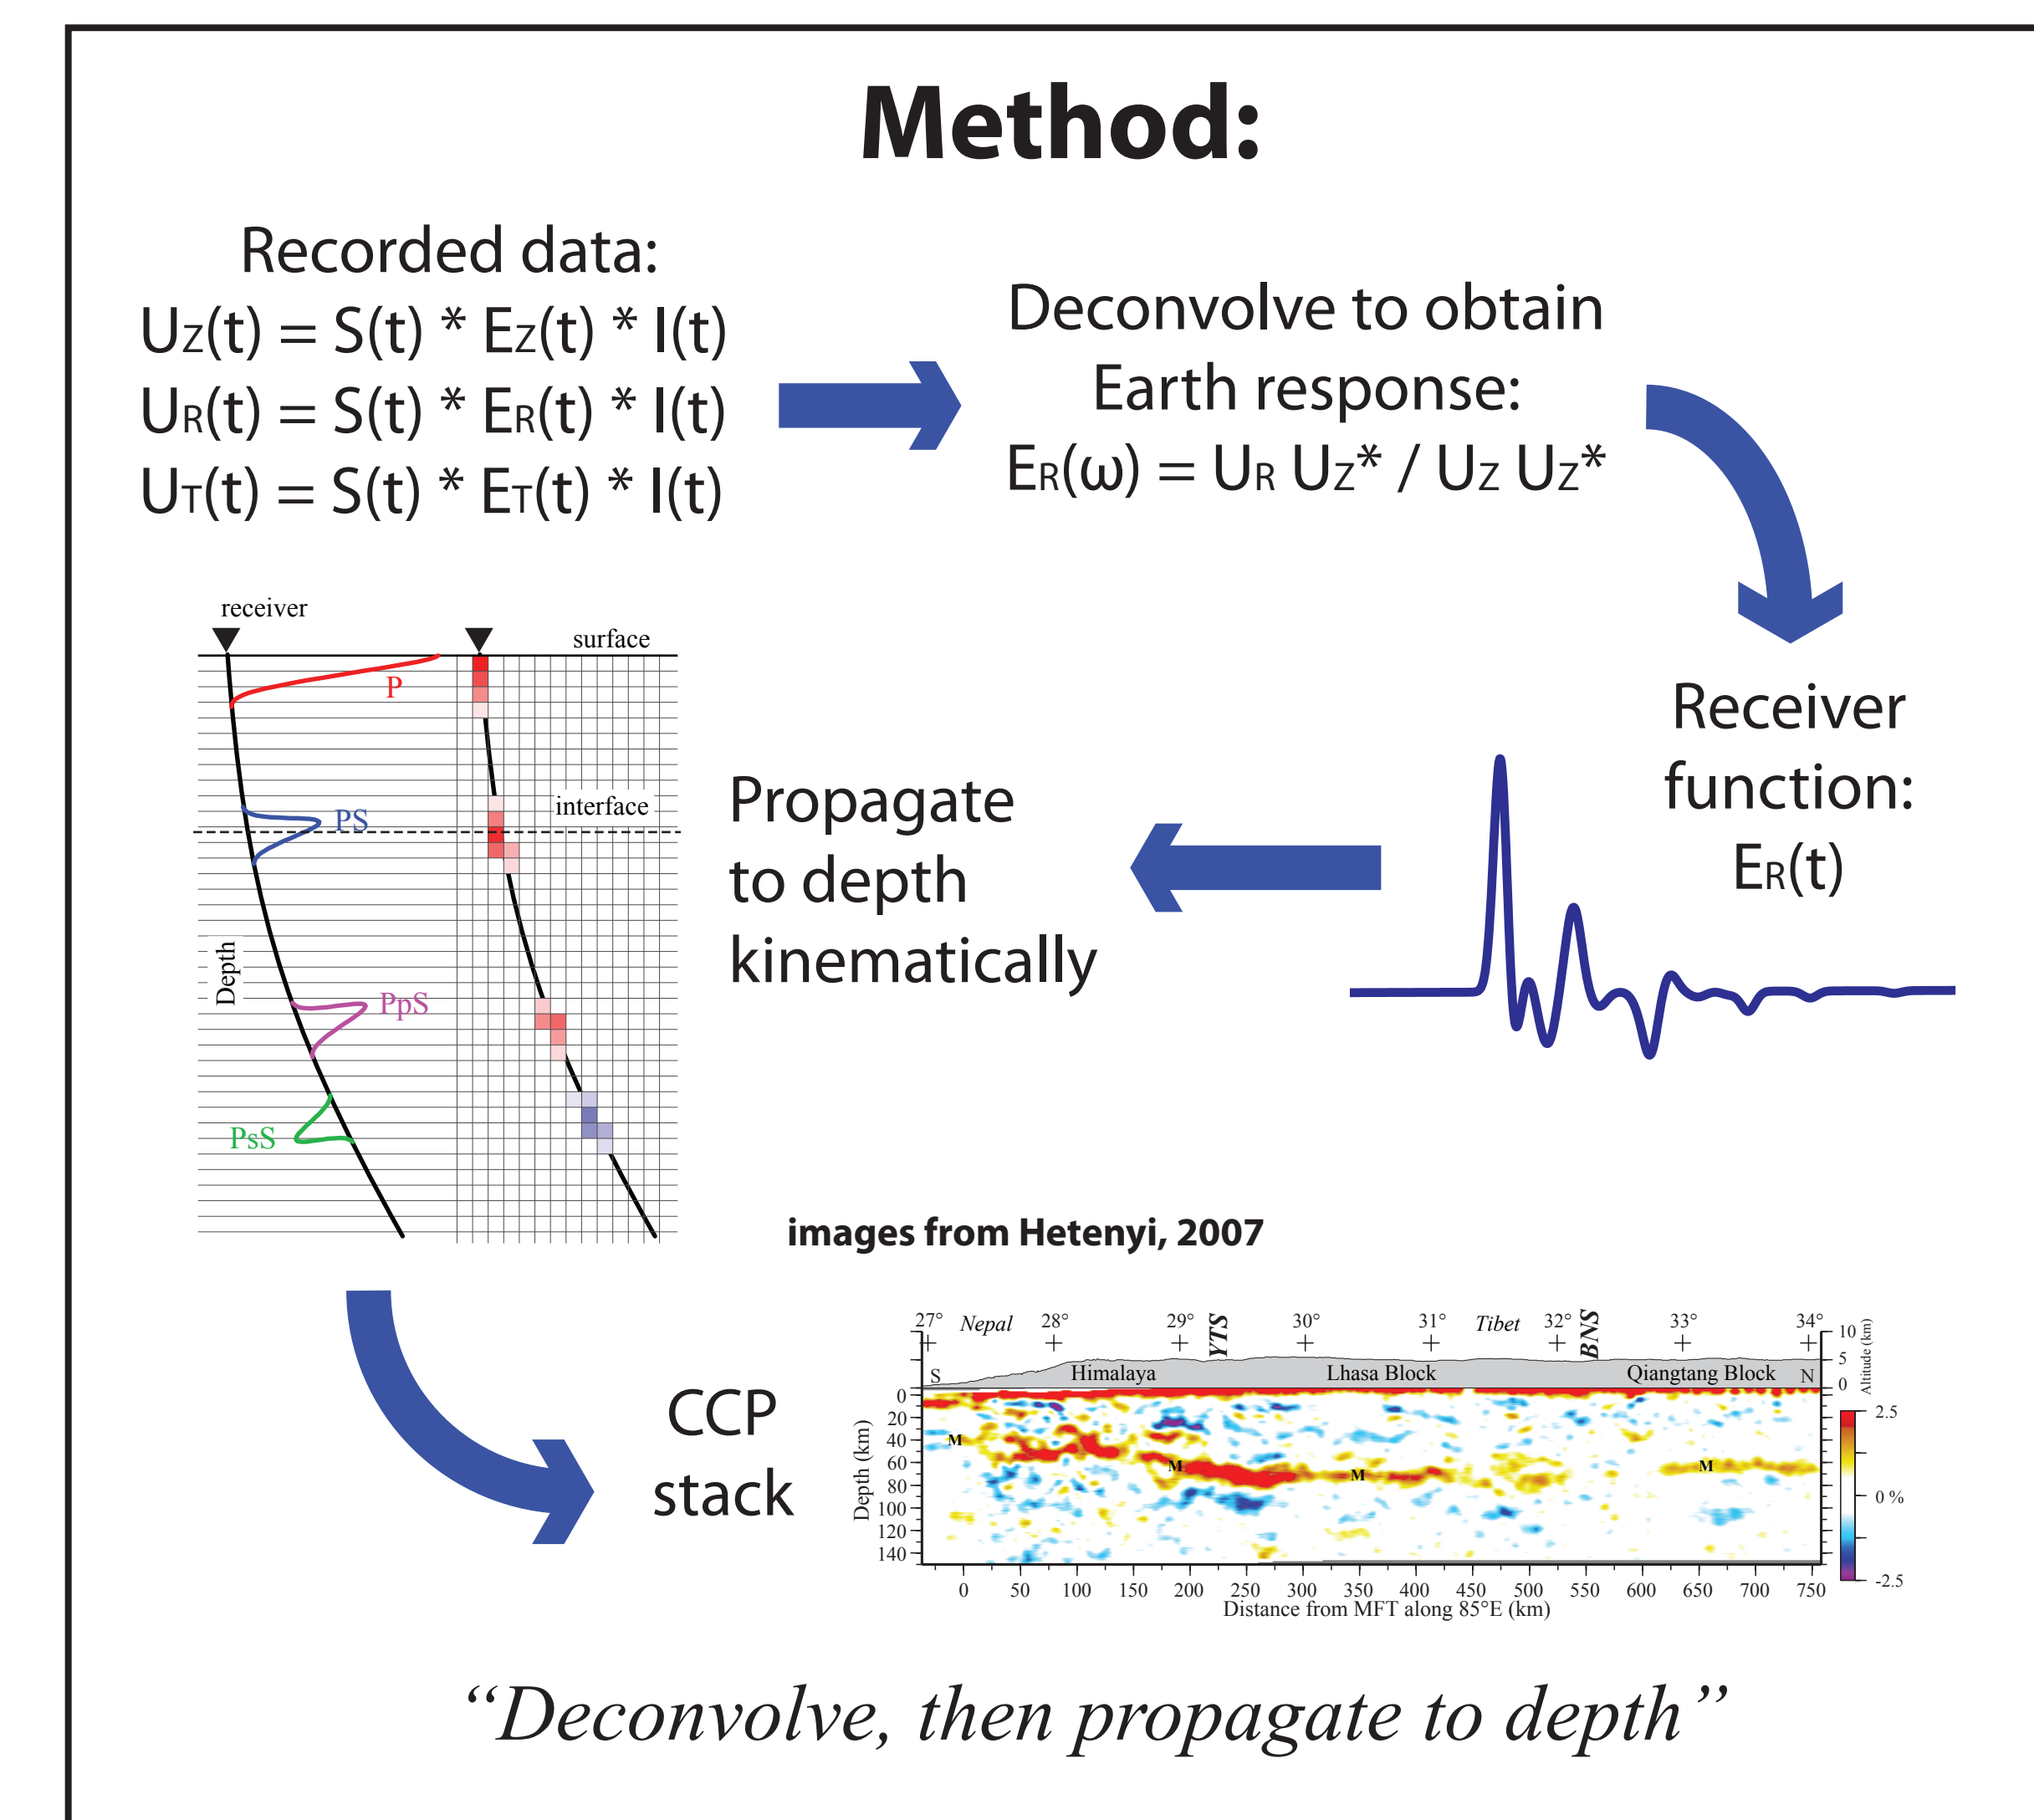 Method:
Recorded data:
UZ(t) = S(t) * EZ(t) * I(t)
UR(t) = S(t) * ER(t) * I(t)
UT(t) = S(t) * ET(t) * I(t)
Deconvolve to obtain
Earth response:
ER(ω) = UR UZ* / UZ UZ*
Receiver
function:
ER(t)
Propagate
to depth
kinematically
receiver
surface
P
interface
PS
Depth
PpS
PsS
images from Hetenyi, 2007
CCP
stack
27° Nepal 28° 29° YTS 30° 31° Tibet 32° BNS 33° 34°
S Himalaya Lhasa Block Qiangtang Block N
10
5
0
Altitude (km)
0
20
40
60
80
100
120
140
Depth (km)
M
M
M
M
2.5
0 %
-2.5
0 50 100 150 200 250 300 350 400 450 500 550 600 650 700 750
Distance from MFT along 85°E (km)
“Deconvolve, then propagate to depth”